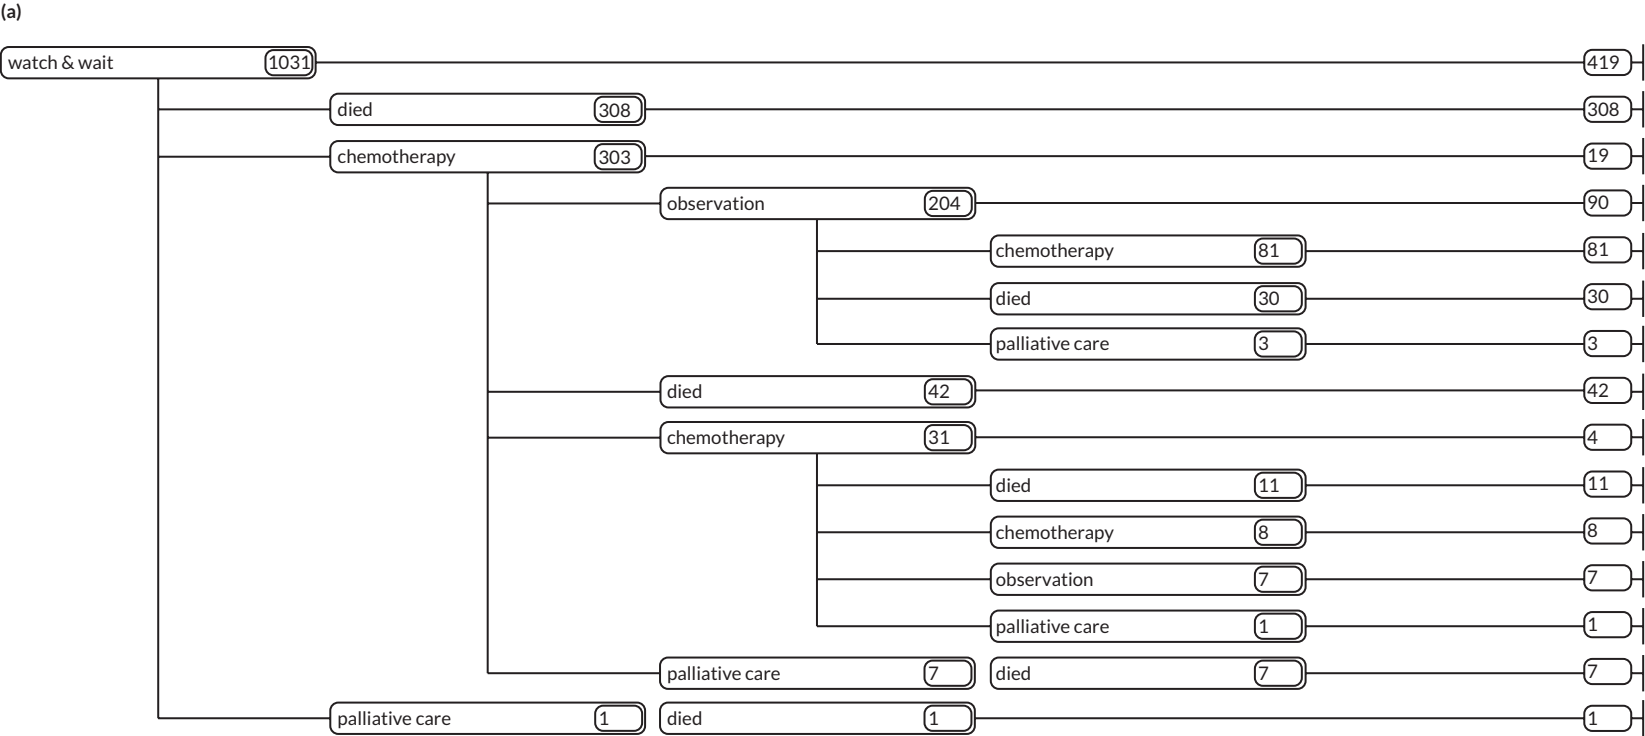 (a)
watch & wait 1031 419
died 308 308
chemotherapy 303 19
observation 204 90
chemotherapy 81 81
died 30 30
palliative care 3 3
died 42 42
chemotherapy 31 4
died 11 11
chemotherapy 8 8
observation 7 7
palliative care 1 1
palliative care 7 died 7 7
palliative care 1 died 1 1